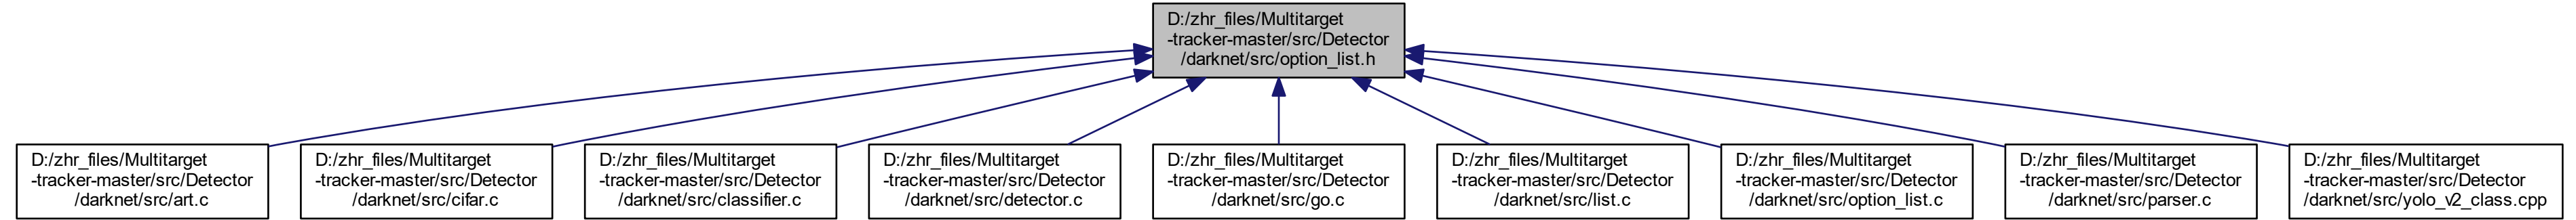 D:/zhr_files/Multitarget
-tracker-master/src/Detector
/darknet/src/option_list.h
D:/zhr_files/Multitarget
-tracker-master/src/Detector
/darknet/src/art.c
D:/zhr_files/Multitarget
-tracker-master/src/Detector
/darknet/src/cifar.c
D:/zhr_files/Multitarget
-tracker-master/src/Detector
/darknet/src/classifier.c
D:/zhr_files/Multitarget
-tracker-master/src/Detector
/darknet/src/detector.c
D:/zhr_files/Multitarget
-tracker-master/src/Detector
/darknet/src/go.c
D:/zhr_files/Multitarget
-tracker-master/src/Detector
/darknet/src/list.c
D:/zhr_files/Multitarget
-tracker-master/src/Detector
/darknet/src/option_list.c
D:/zhr_files/Multitarget
-tracker-master/src/Detector
/darknet/src/parser.c
D:/zhr_files/Multitarget
-tracker-master/src/Detector
/darknet/src/yolo_v2_class.cpp